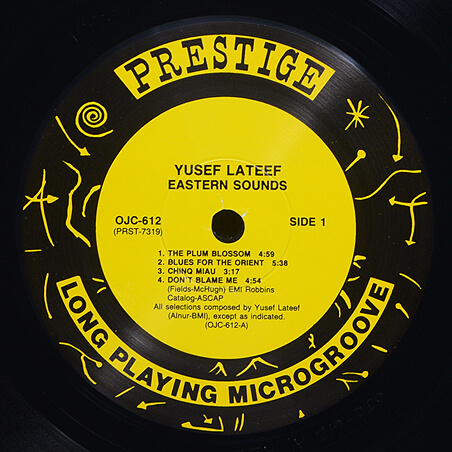 PRESTIGE
YUSEF LATEEF
EASTERN SOUNDS
OJC-612
(PRST-7319)
SIDE 1
1. THE PLUM BLOSSOM 4:59
2. BLUES FOR THE ORIENT 5:38
3. CHINQ MIAU 3:17
4. DON'T BLAME ME 4:54
(Fields-McHugh) EMI Robbins
Catalog-ASCAP
All selections composed by Yusef Lateef
(Alnur-BMI), except as indicated.
(OJC-612-A)
LONG PLAYING MICROGROOVE